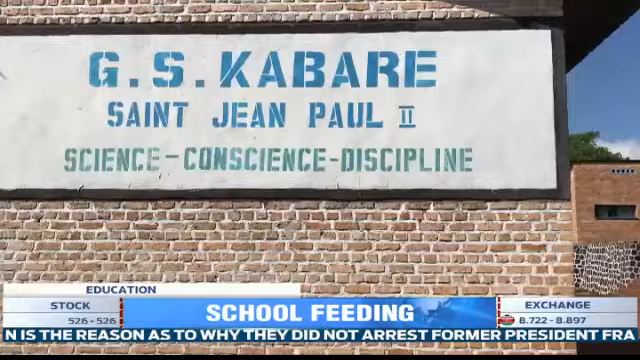 G.S. KABARE
SAINT JEAN PAUL II
SCIENCE-CONSCIENCE-DISCIPLINE
EDUCATION
STOCK
526 - 526
SCHOOL FEEDING
EXCHANGE
8.722 - 8.897
N IS THE REASON AS TO WHY THEY DID NOT ARREST FORMER PRESIDENT FRA